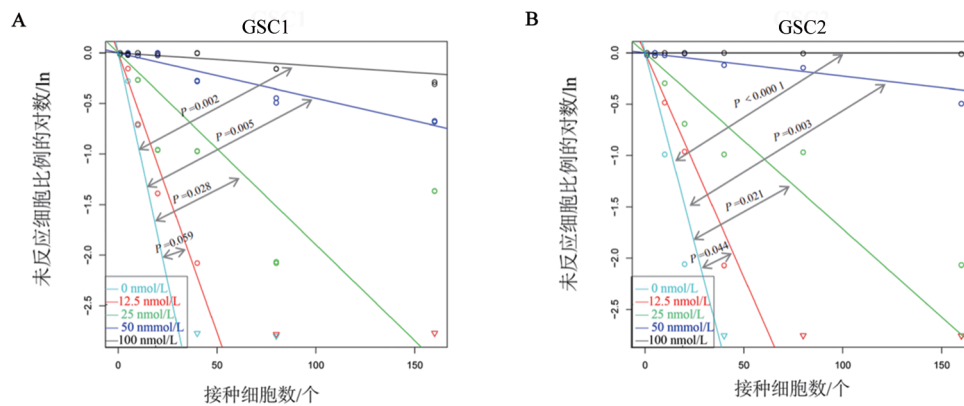 A
GSC1
未反应细胞比例的对数/ln
0.0
-0.5
-1.0
-1.5
-2.0
-2.5
P=0.002
P=0.005
P=0.028
P=0.059
0 nmol/L
12.5 nmol/L
25 nmol/L
50 nmmol/L
100 nmol/L
0
50
100
150
接种细胞数/个
B
GSC2
未反应细胞比例的对数/ln
0.0
-0.5
-1.0
-1.5
-2.0
-2.5
P<0.000 1
P=0.003
P=0.021
P=0.044
0 nmol/L
12.5 nmol/L
25 nmol/L
50 nmmol/L
100 nmol/L
0
50
100
150
接种细胞数/个